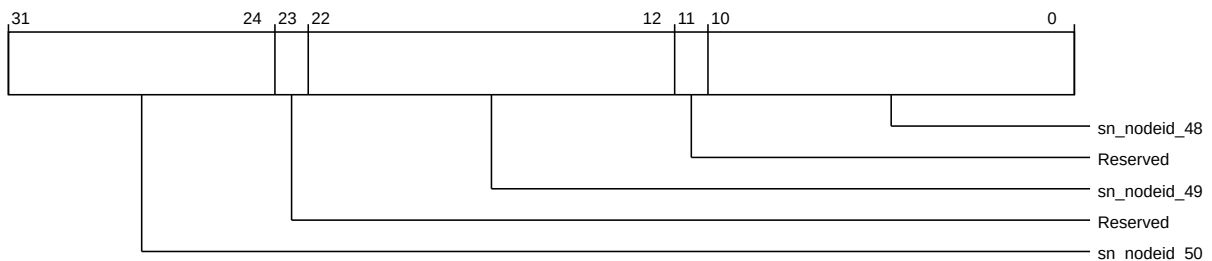 31 24 23 22 12 11 10 0
sn_nodeid_48
Reserved
sn_nodeid_49
Reserved
sn_nodeid_50